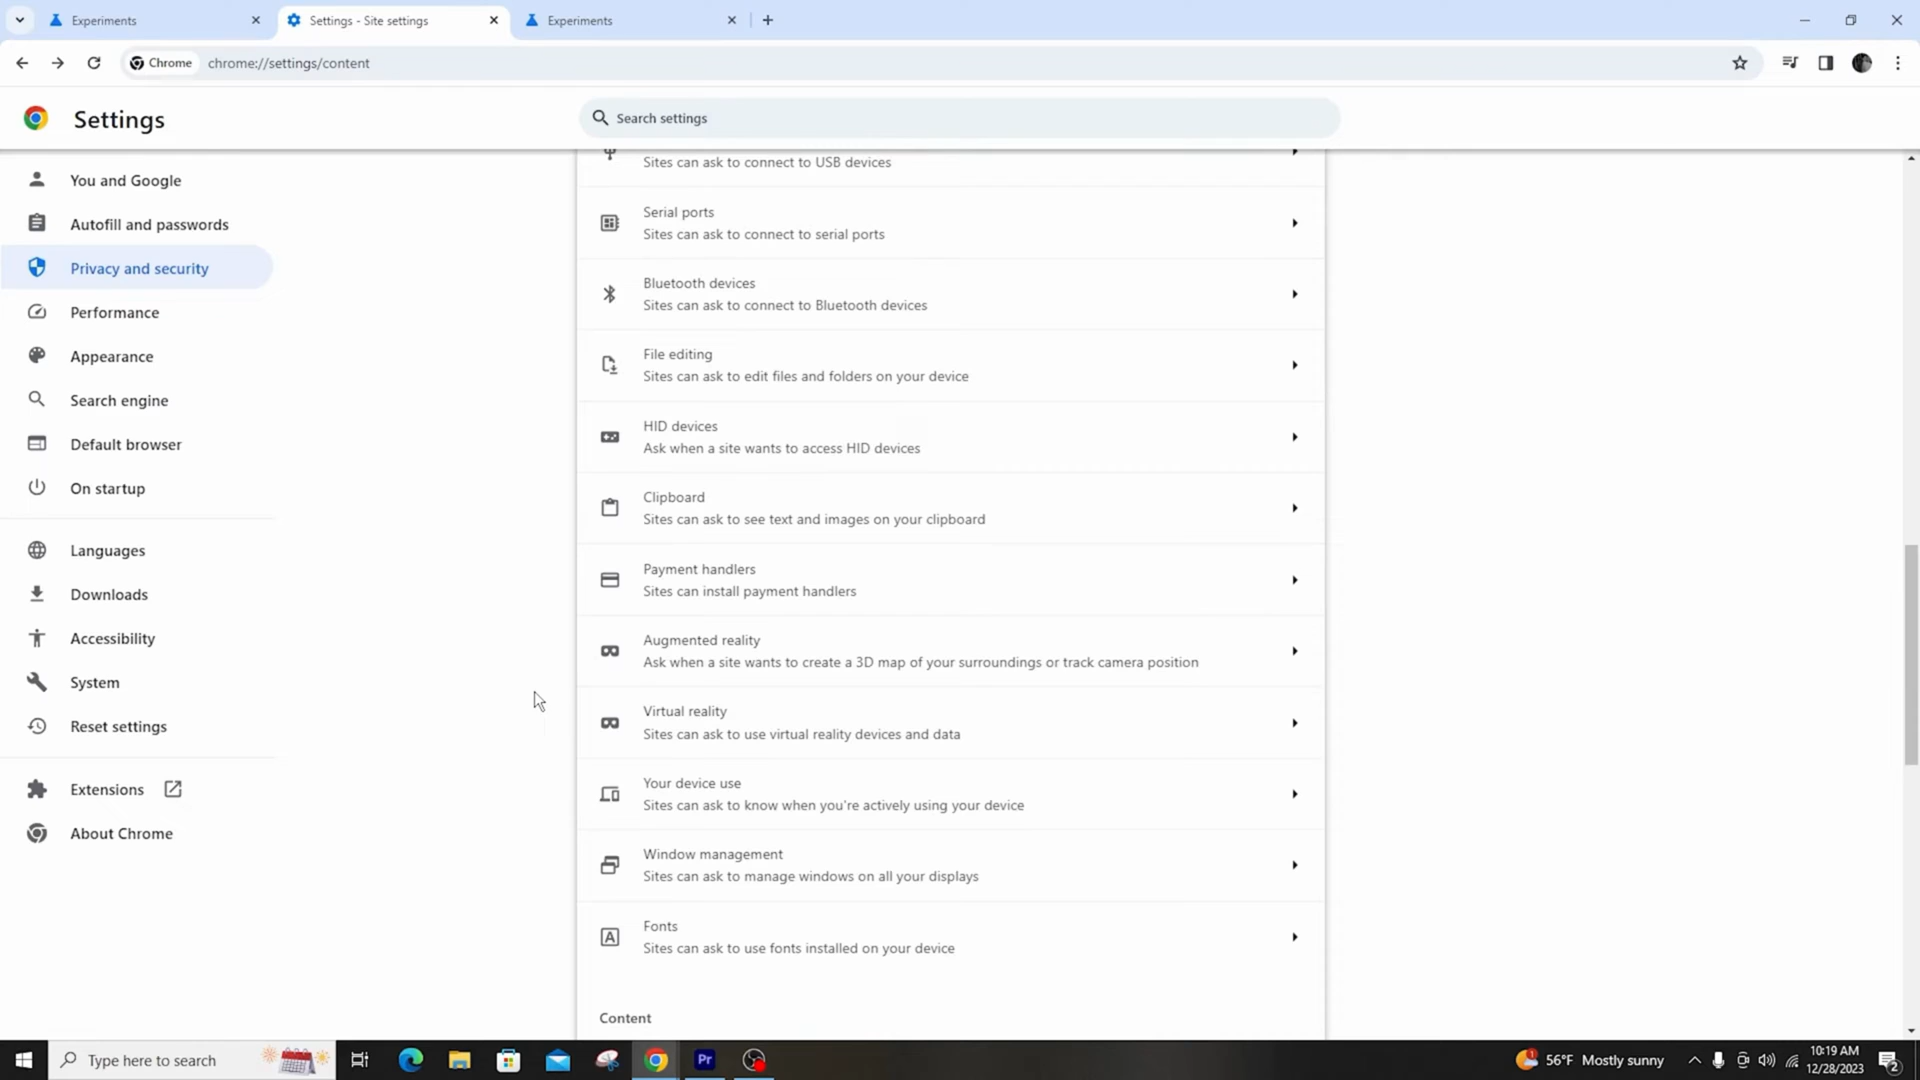 Experiments
Settings - Site settings
Experiments
Chrome
chrome://settings/content
Settings
Search settings
You and Google
Autofill and passwords
Privacy and security
Performance
Appearance
Search engine
Default browser
On startup
Languages
Downloads
Accessibility
System
Reset settings
Extensions
About Chrome
Sites can ask to connect to USB devices
Serial ports
Sites can ask to connect to serial ports
Bluetooth devices
Sites can ask to connect to Bluetooth devices
File editing
Sites can ask to edit files and folders on your device
HID devices
Ask when a site wants to access HID devices
Clipboard
Sites can ask to see text and images on your clipboard
Payment handlers
Sites can install payment handlers
Augmented reality
Ask when a site wants to create a 3D map of your surroundings or track camera position
Virtual reality
Sites can ask to use virtual reality devices and data
Your device use
Sites can ask to know when you're actively using your device
Window management
Sites can ask to manage windows on all your displays
Fonts
Sites can ask to use fonts installed on your device
Content
Type here to search
Pr
1
56°F Mostly sunny
10:19 AM
12/28/2023
2